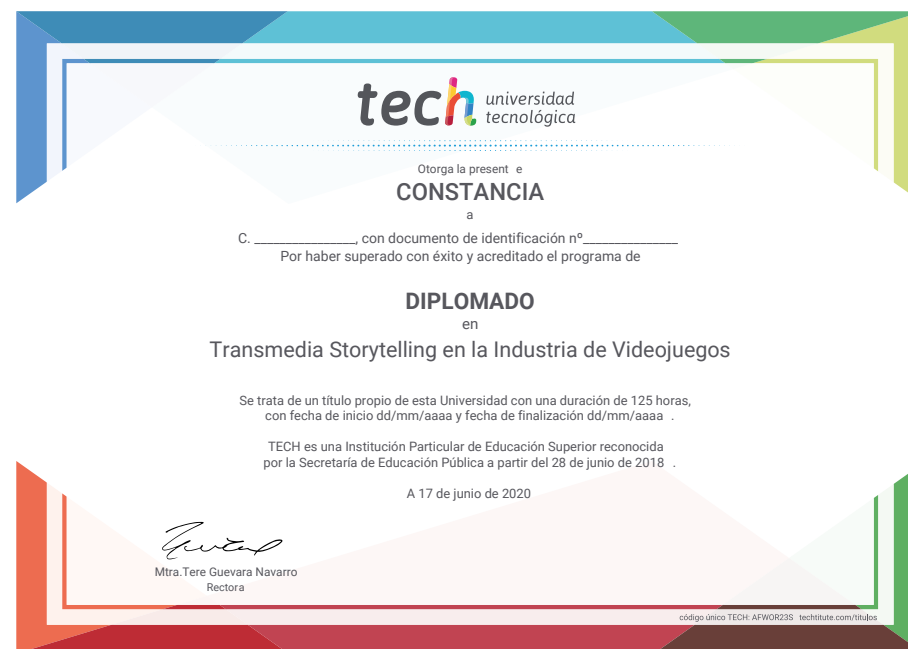 tech universidad
tecnológica
Otorga la present e
CONSTANCIA
a
C. _______________, con documento de identificación nº______________
Por haber superado con éxito y acreditado el programa de
DIPLOMADO
en
Transmedia Storytelling en la Industria de Videojuegos
Se trata de un título propio de esta Universidad con una duración de 125 horas,
con fecha de inicio dd/mm/aaaa y fecha de finalización dd/mm/aaaa .
TECH es una Institución Particular de Educación Superior reconocida
por la Secretaría de Educación Pública a partir del 28 de junio de 2018 .
A 17 de junio de 2020
Mtra.Tere Guevara Navarro
Rectora
código único TECH: AFWOR23S techtitute.com/titulos